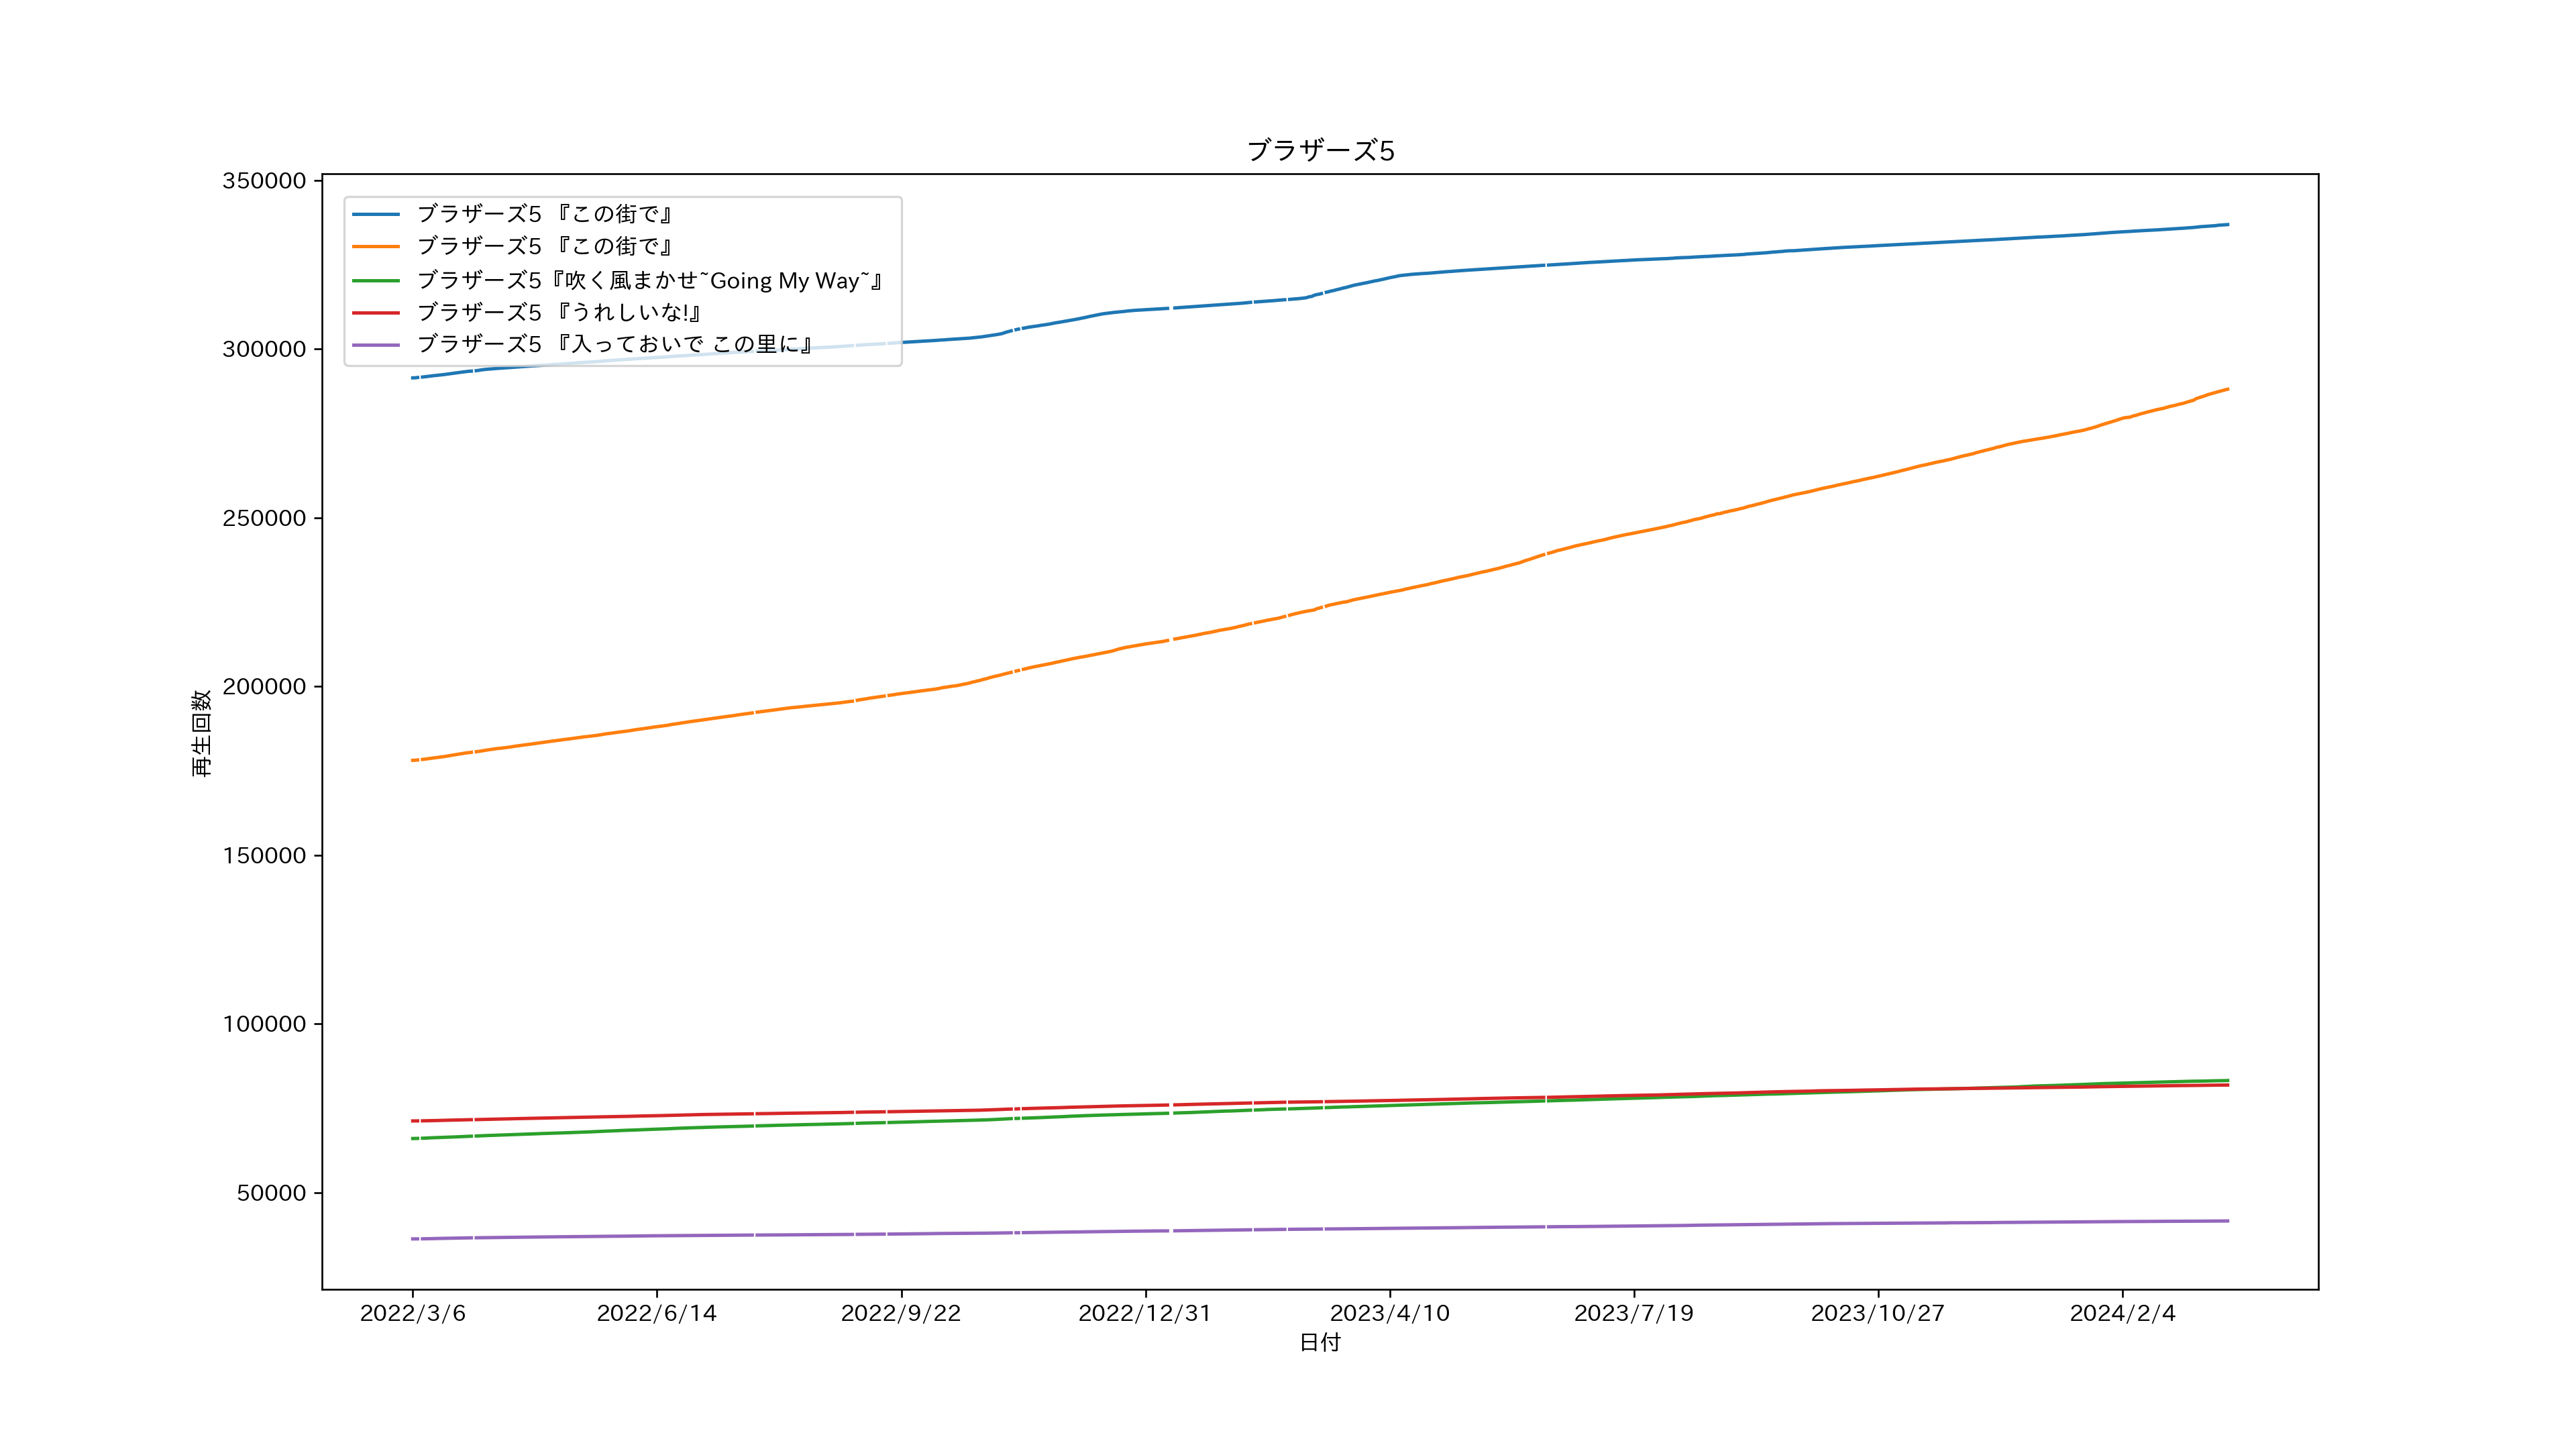 ブラザーズ5
350000
300000
250000
200000
150000
100000
50000
再生回数
ブラザーズ5 『この街で』
ブラザーズ5 『この街で』
ブラザーズ5『吹く風まかせ~Going My Way~』
ブラザーズ5 『うれしいな!』
ブラザーズ5 『入っておいで この里に』
2022/3/6
2022/6/14
2022/9/22
2022/12/31
2023/4/10
2023/7/19
2023/10/27
2024/2/4
日付